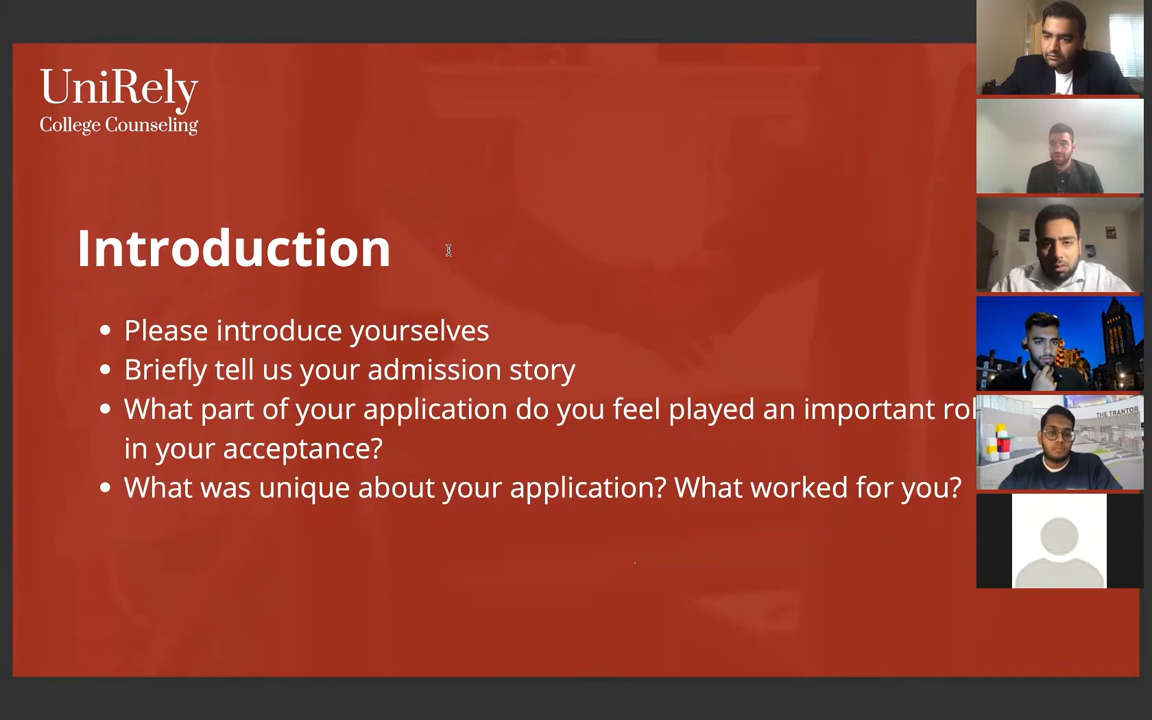 UniRely
College Counseling
Introduction
• Please introduce yourselves
• Briefly tell us your admission story
• What part of your application do you feel played an important rol
in your acceptance?
• What was unique about your application? What worked for you?
THE TRANTOR